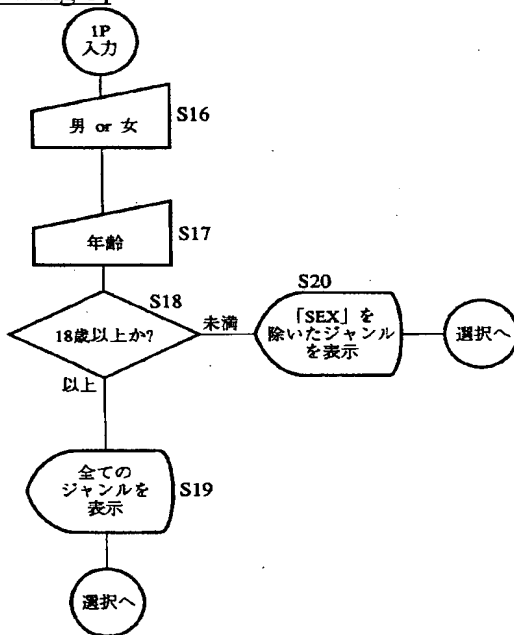 1P
入力
男 or 女
S16
年齢
S17
S18
18歳以上か?
未満
以上
S20
「SEX」を
除いたジャンル
を表示
選択へ
全ての
ジャンルを
表示
S19
選択へ